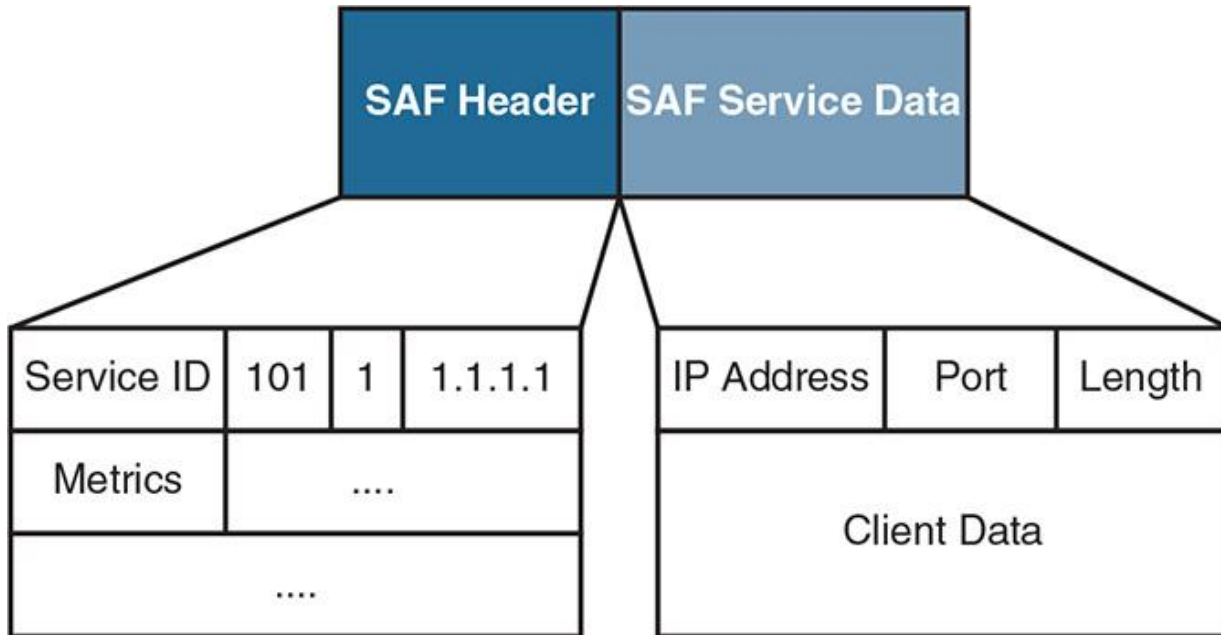 SAF Header SAF Service Data
Service ID 101 1 1.1.1.1
Metrics ....
....
IP Address Port Length
Client Data